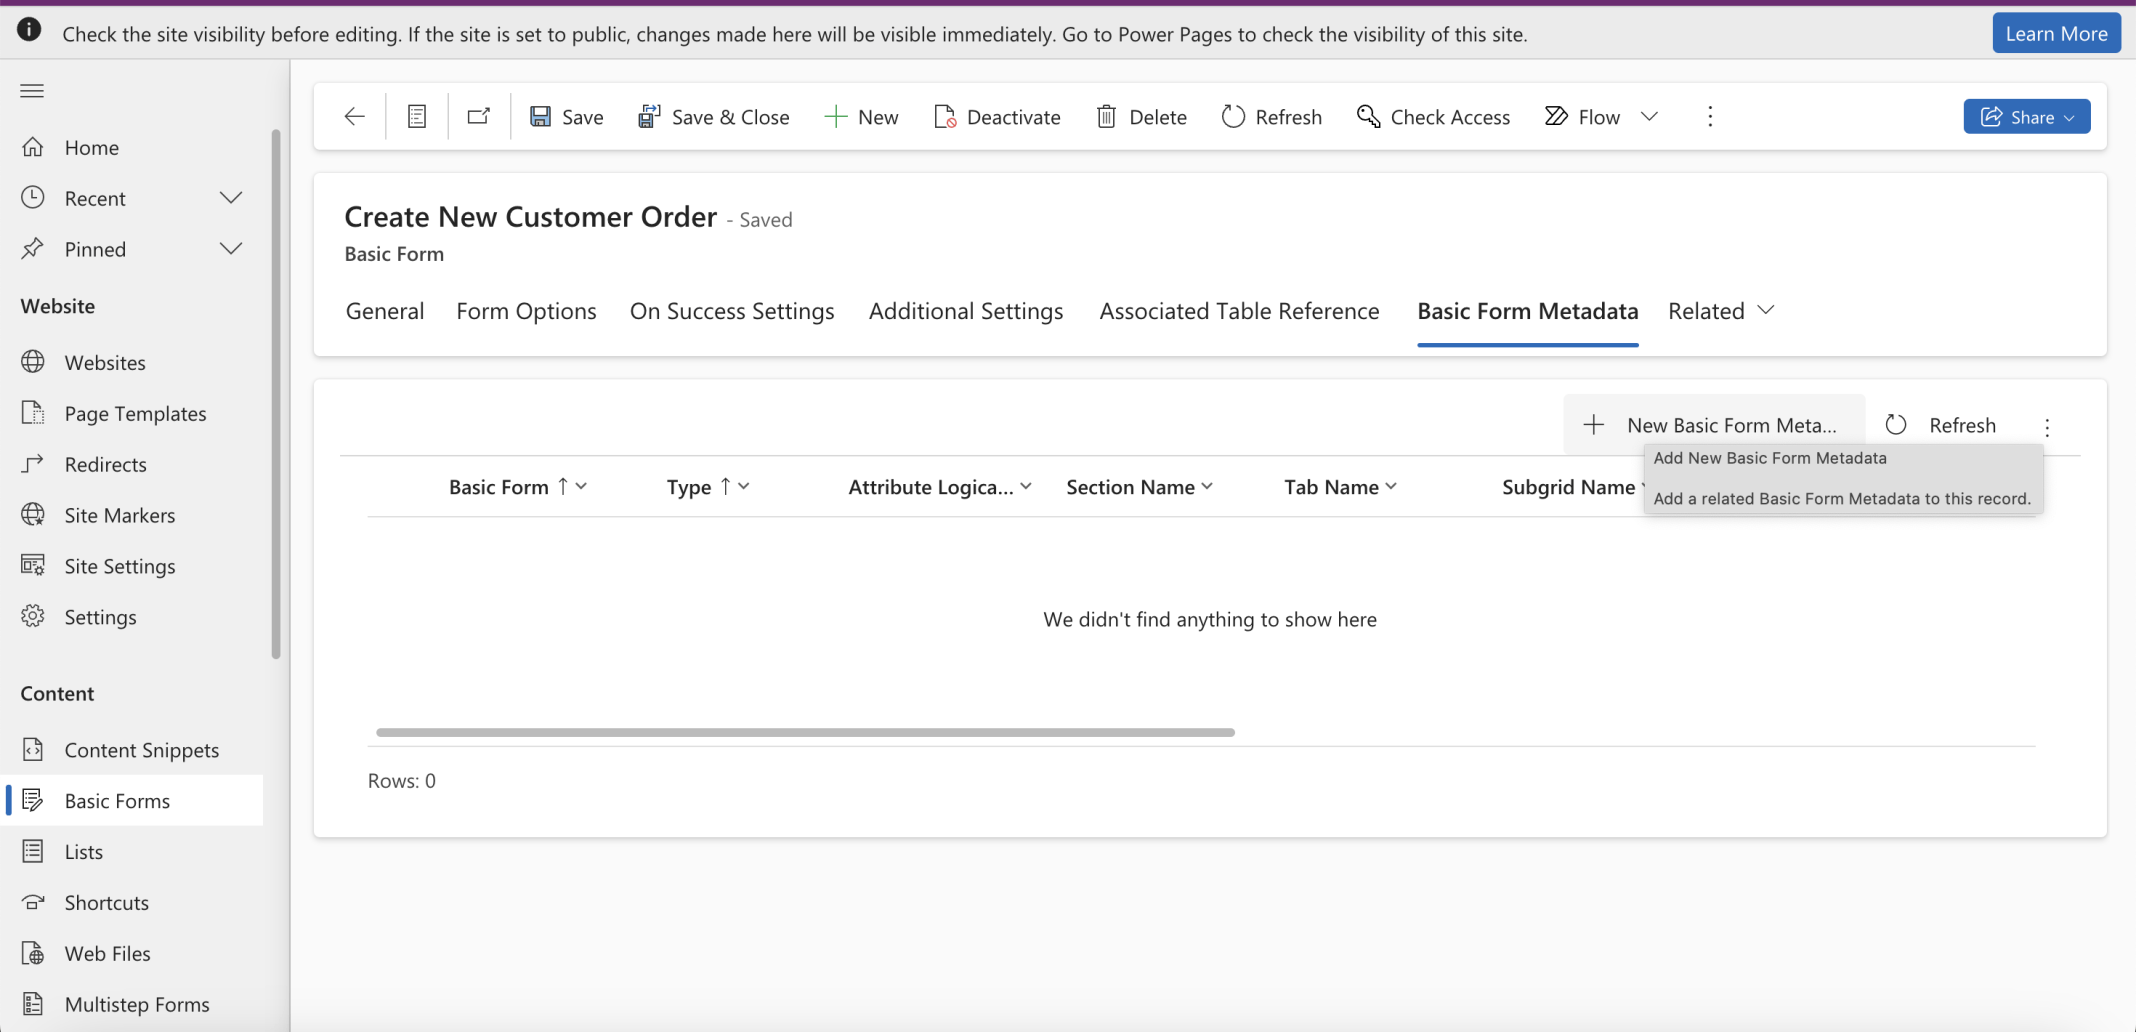 Check the site visibility before editing. If the site is set to public, changes made here will be visible immediately. Go to Power Pages to check the visibility of this site.
Learn More
Save
Save & Close
New
Deactivate
Delete
Refresh
Check Access
Flow
Share
Home
Recent
Pinned
Website
Websites
Page Templates
Redirects
Site Markers
Site Settings
Settings
Content
Content Snippets
Basic Forms
Lists
Shortcuts
Web Files
Multistep Forms
Create New Customer Order - Saved
Basic Form
General
Form Options
On Success Settings
Additional Settings
Associated Table Reference
Basic Form Metadata
Related
New Basic Form Meta...
Refresh
Add New Basic Form Metadata
Add a related Basic Form Metadata to this record.
Basic Form ↑
Type ↑
Attribute Logica...
Section Name
Tab Name
Subgrid Name
We didn't find anything to show here
Rows: 0